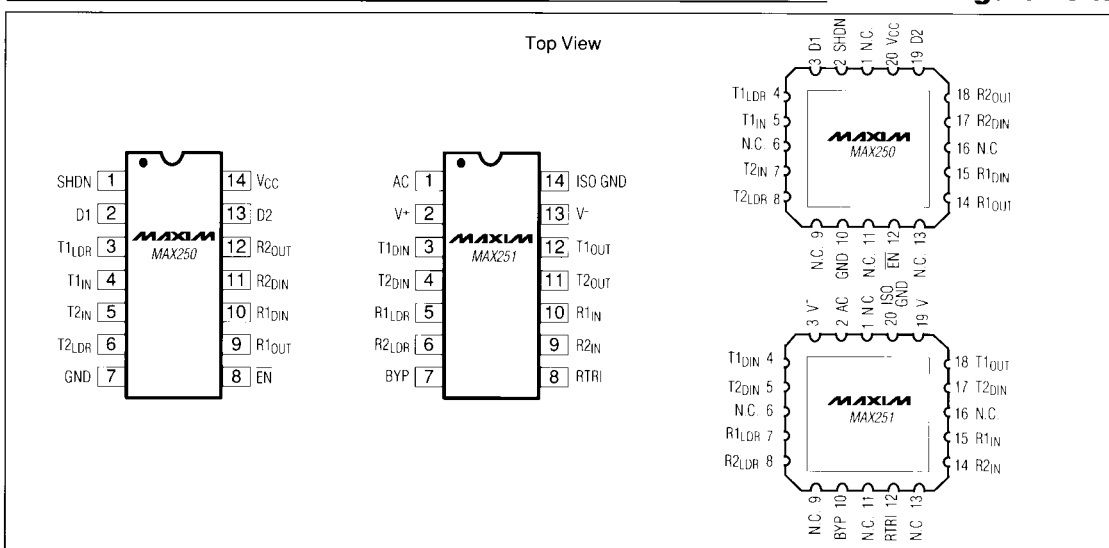 Top View
SHDN 1
D1 2
T1LDR 3
T1IN 4
T2IN 5
T2LDR 6
GND 7
14 VCC
13 D2
12 R2OUT
11 R2DIN
10 R1DIN
9 R1OUT
8 EN
MAXIM
MAX250
AC 1
V+ 2
T1DIN 3
T2DIN 4
R1LDR 5
R2LDR 6
BYP 7
14 ISO GND
13 V-
12 T1OUT
11 T2OUT
10 R1IN
9 R2IN
8 RTRI
MAXIM
MAX251
3 D1
2 SHDN
1 N.C.
20 VCC
19 D2
T1LDR 4
T1IN 5
N.C. 6
T2IN 7
T2LDR 8
18 R2OUT
17 R2DIN
16 N.C
15 R1DIN
14 R1OUT
MAXIM
MAX250
N.C. 9
GND 10
N.C. 11
EN 12
N.C. 13
3 V-
2 AC
1 NC
20 ISO
GND
19 V
T1DIN 4
T2DIN 5
N.C. 6
R1LDR 7
R2LDR 8
18 T1OUT
17 T2DIN
16 N.C.
15 R1IN
14 R2IN
MAXIM
MAX251
N.C. 9
BYP 10
N.C. 11
RTRI 12
N.C. 13